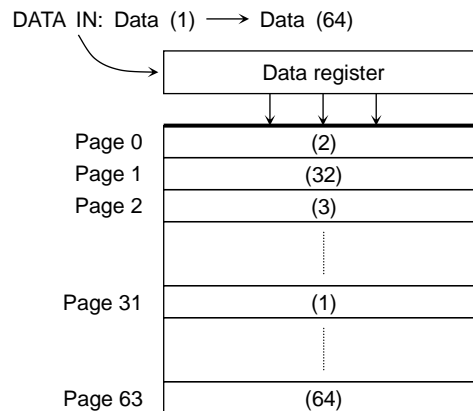 DATA IN: Data (1) → Data (64)
Data register
Page 0 (2)
Page 1 (32)
Page 2 (3)
Page 31 (1)
Page 63 (64)